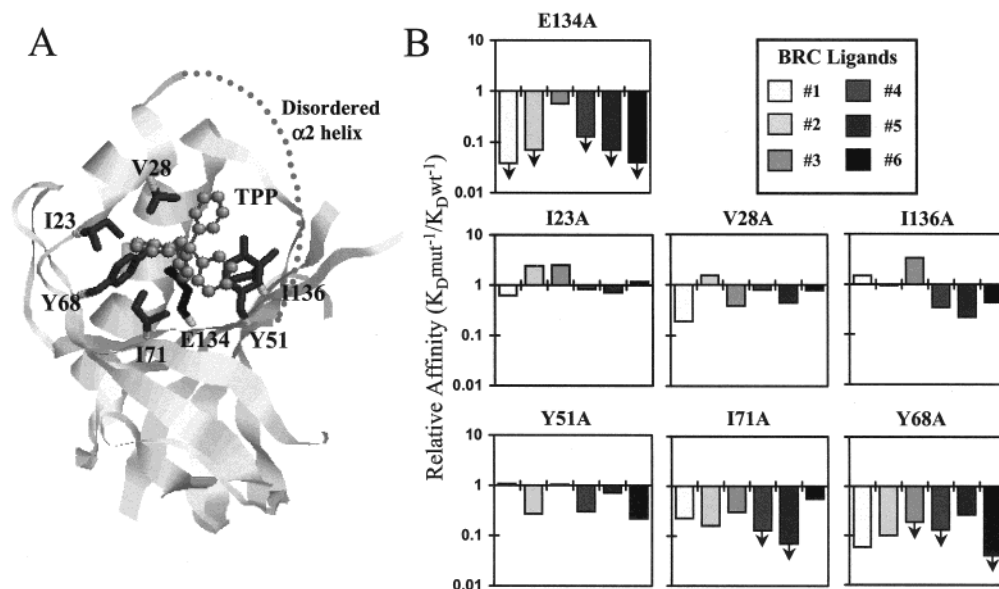 A
Disordered
α2 helix
V28
TPP
I23
Y68
I136
I71
E134
Y51
B
Relative Affinity (KDmut⁻¹/KDwt⁻¹)
E134A
10
1
0.1
0.01
BRC Ligands
#1
#4
#2
#5
#3
#6
I23A
V28A
I136A
10
1
0.1
0.01
Y51A
I71A
Y68A
10
1
0.1
0.01